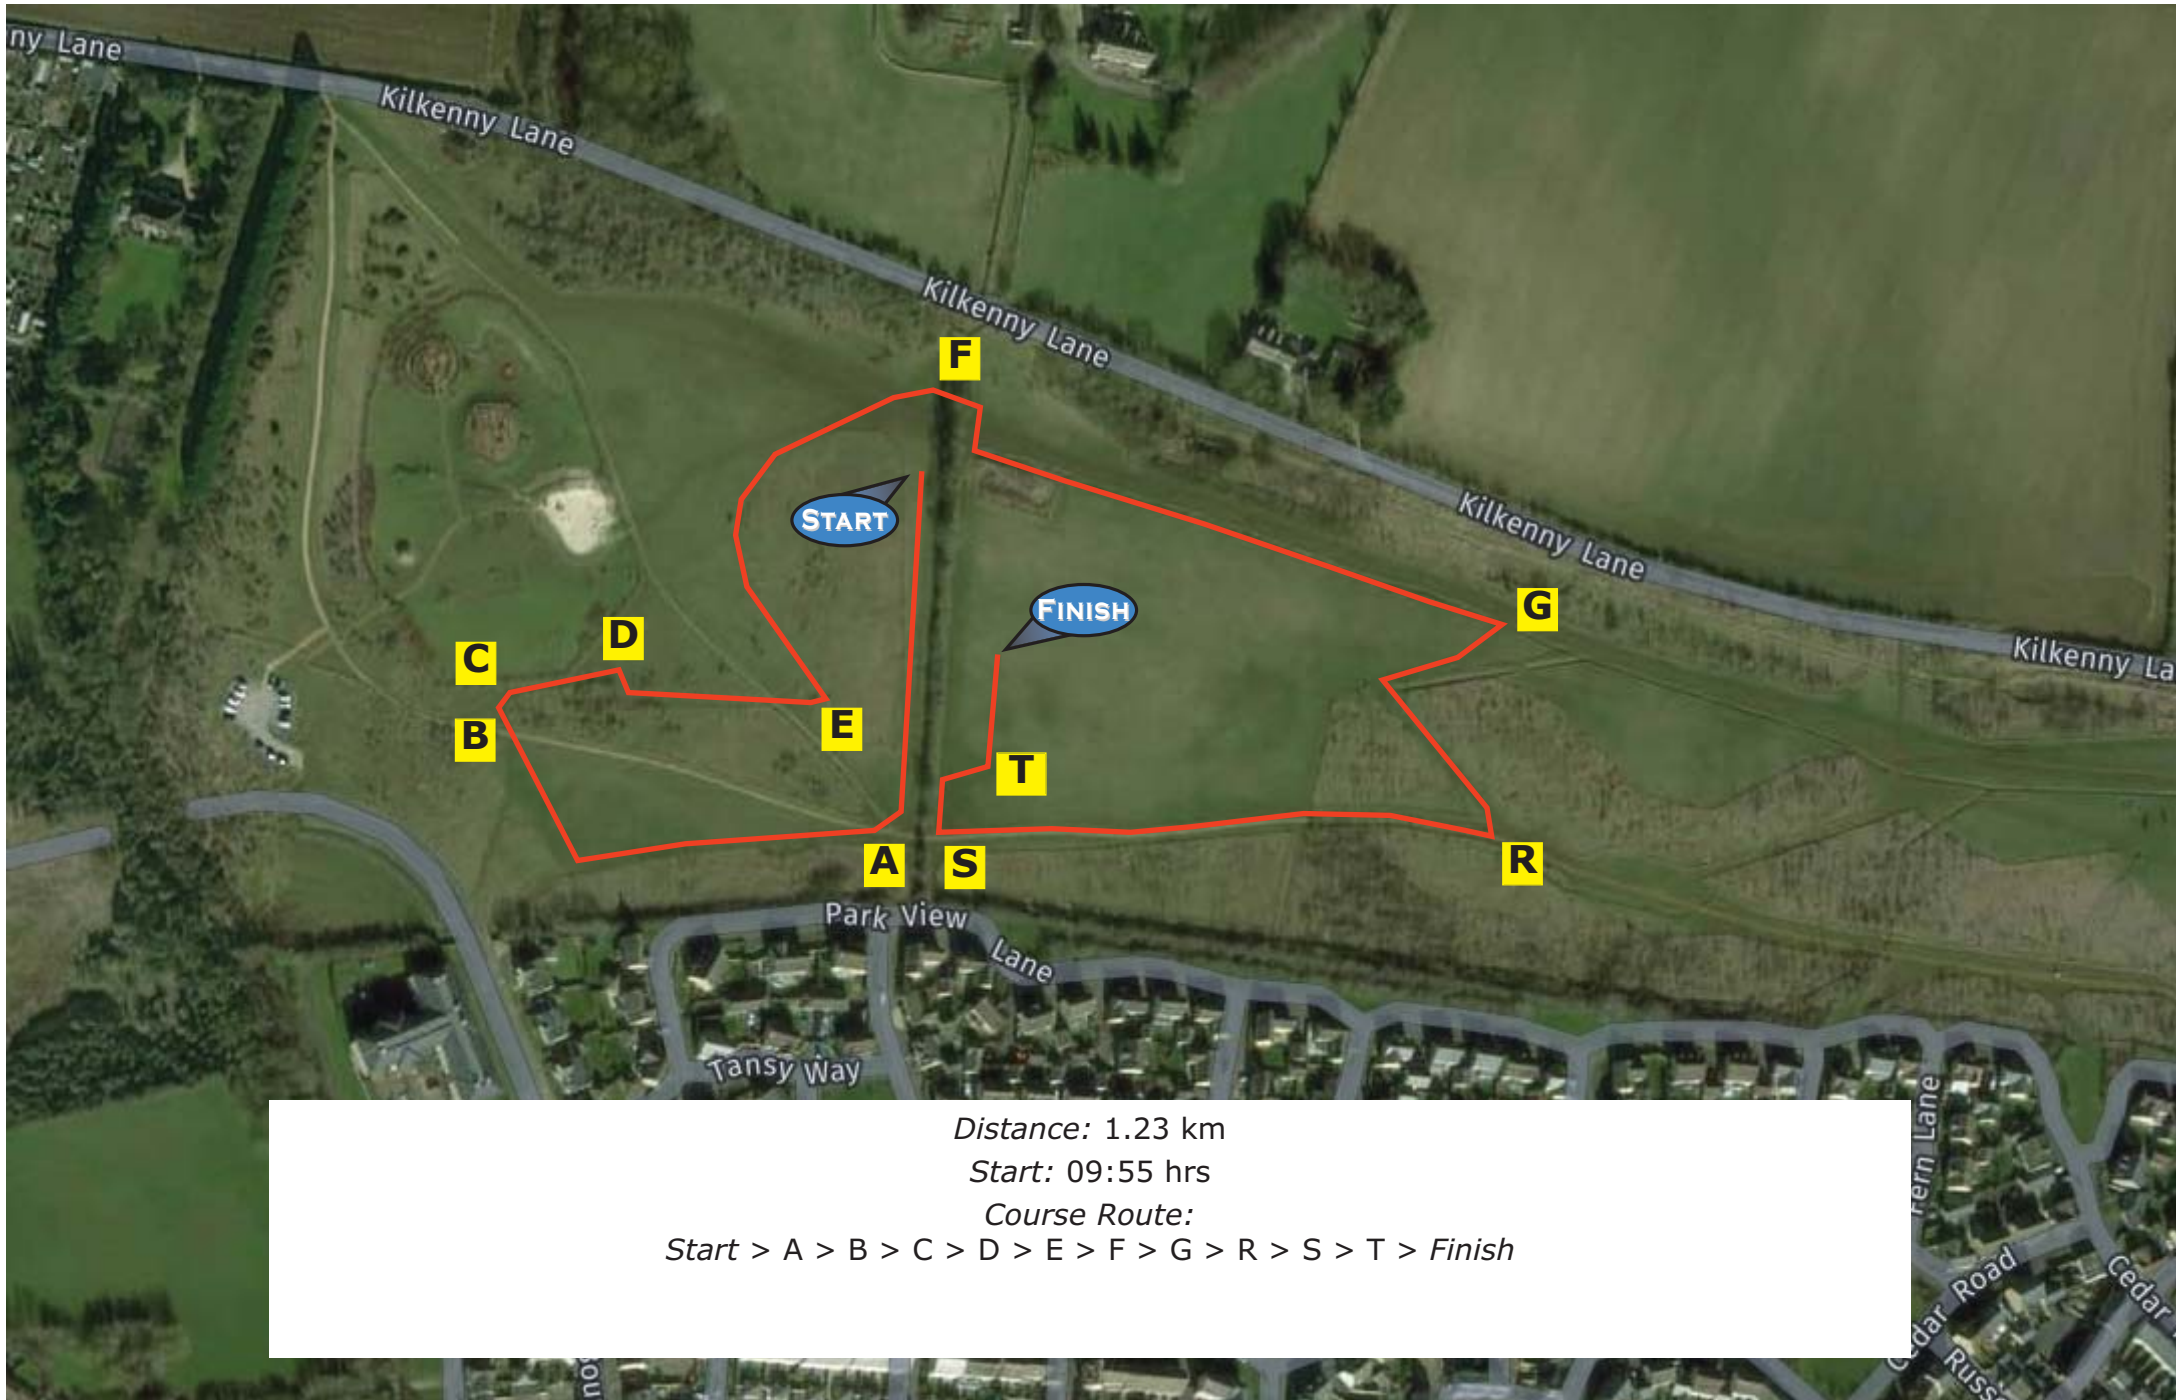 ny Lane
Kilkenny Lane
Kilkenny Lane
F
Kilkenny Lane
START
FINISH
G
Kilkenny La
D
C
B
E
T
A
S
R
Park View
Lane
Tansy Way
Fern Lane
Distance: 1.23 km
Start: 09:55 hrs
Course Route:
Start > A > B > C > D > E > F > G > R > S > T > Finish
Cedar Road
Cedar
Russ